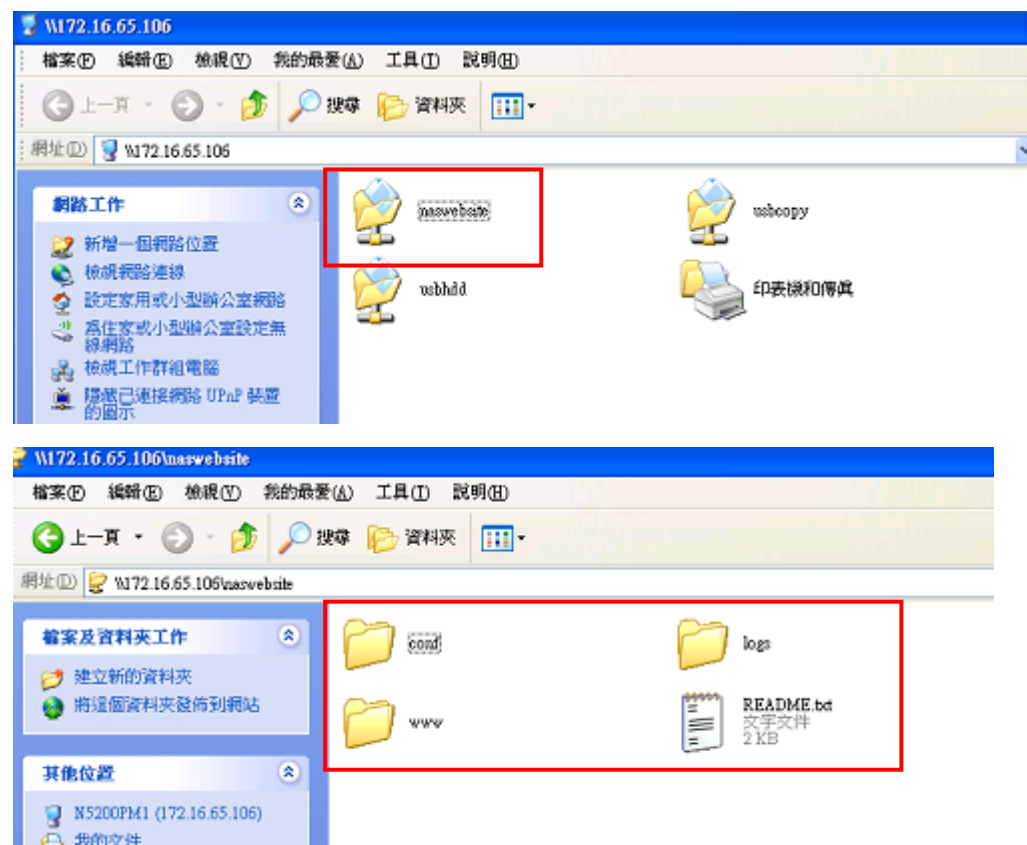 \\172.16.65.106
檔案(F) 編輯(E) 檢視(V) 我的最愛(A) 工具(T) 說明(H)
上一頁 搜尋 資料夾
網址(D) \\172.16.65.106
網路工作
新增一個網路位置
檢視網路連線
設定家用或小型辦公室網路
為住家或小型辦公室設定無
線網路
檢視工作群組電腦
隱藏已連接網路 UPnP 裝置
的圖示
naswebsite
usbcopy
usbhdd
印表機和傳真
\\172.16.65.106\naswebsite
檔案(F) 編輯(E) 檢視(V) 我的最愛(A) 工具(T) 說明(H)
上一頁 搜尋 資料夾
網址(D) \\172.16.65.106\naswebsite
檔案及資料夾工作
建立新的資料夾
將這個資料夾發佈到網站
其他位置
N5200PM1 (172.16.65.106)
我的文件
conf
logs
www
README.txt
文字文件
2 KB